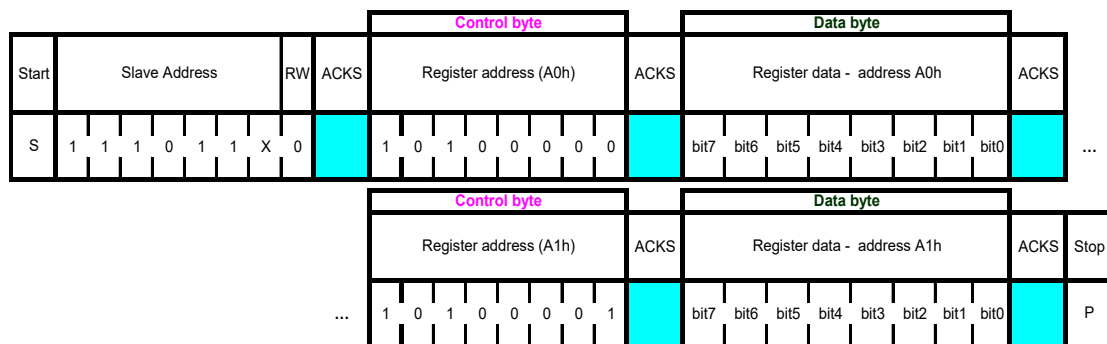 Control byte Data byte
Start Slave Address RW ACKS Register address (A0h) ACKS Register data - address A0h ACKS
S 1 1 1 0 1 1 X 0 1 0 1 0 0 0 0 0 bit7 bit6 bit5 bit4 bit3 bit2 bit1 bit0 ...
Control byte Data byte
Register address (A1h) ACKS Register data - address A1h ACKS Stop
... 1 0 1 0 0 0 0 1 bit7 bit6 bit5 bit4 bit3 bit2 bit1 bit0 P